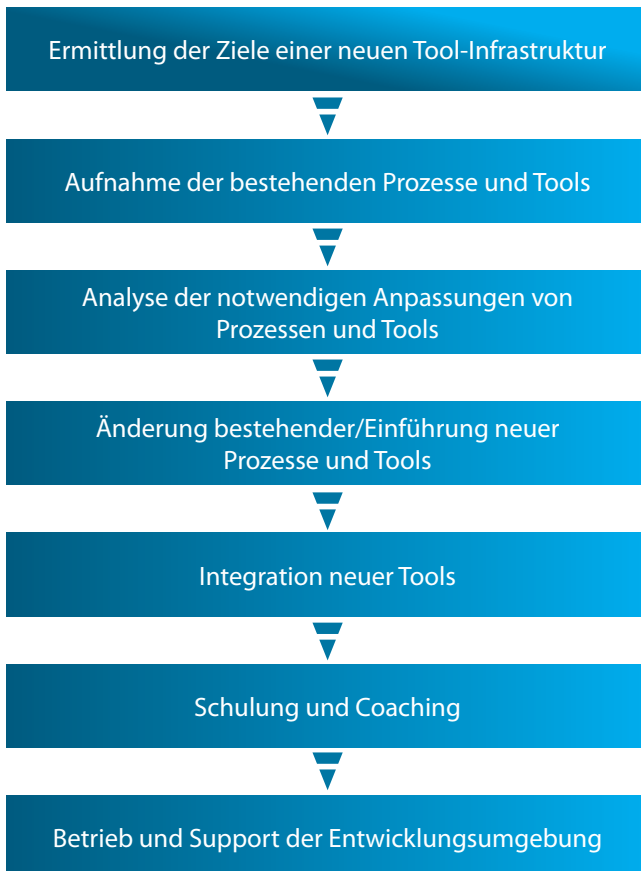 Ermittlung der Ziele einer neuen Tool-Infrastruktur
Aufnahme der bestehenden Prozesse und Tools
Analyse der notwendigen Anpassungen von
Prozessen und Tools
Änderung bestehender/Einführung neuer
Prozesse und Tools
Integration neuer Tools
Schulung und Coaching
Betrieb und Support der Entwicklungsumgebung